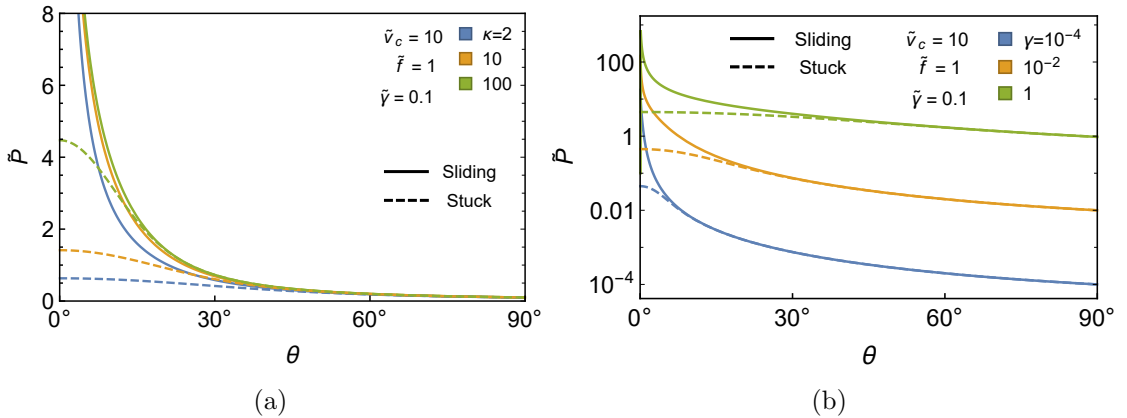 8
6
4
2
0
P̃
ṽ_c = 10
f̃ = 1
γ̃ = 0.1
κ=2
10
100
Sliding
Stuck
0° 30° 60° 90°
θ
(a)
100
1
0.01
10⁻⁴
P̃
Sliding
Stuck
ṽ_c = 10
f̃ = 1
γ̃ = 0.1
γ=10⁻⁴
10⁻²
1
0° 30° 60° 90°
θ
(b)